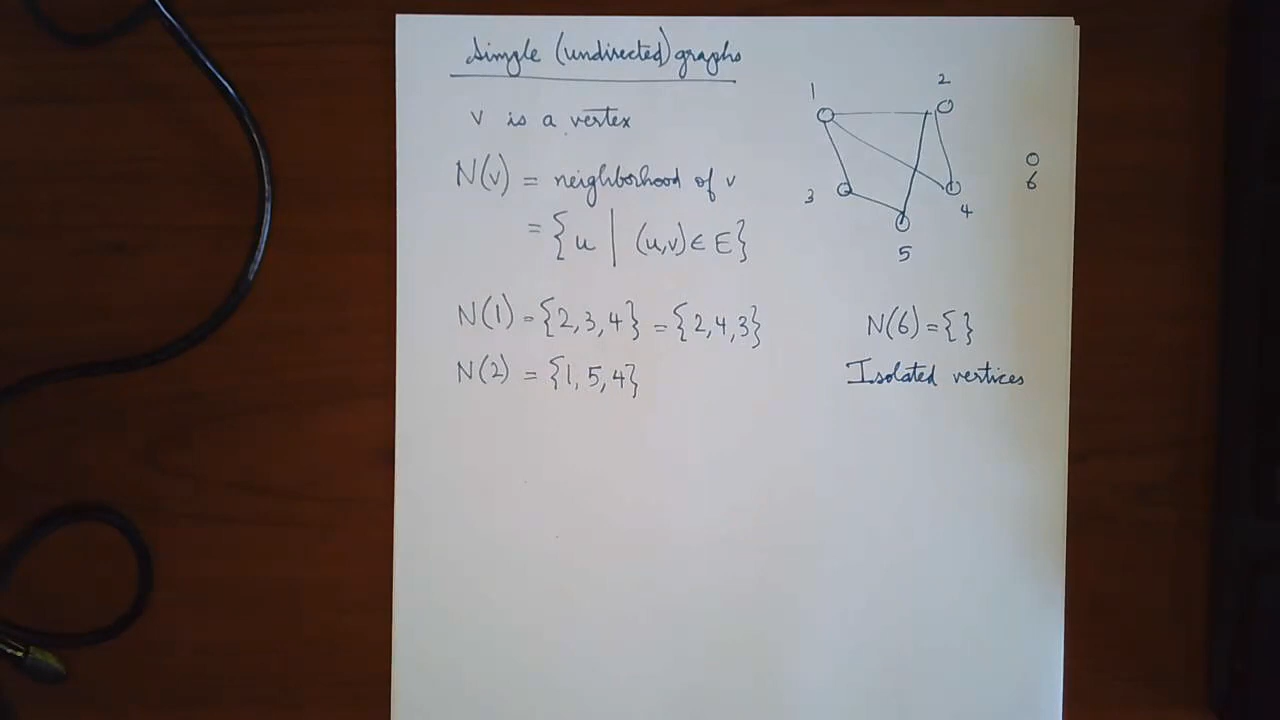 Simple (undirected) graphs
v is a vertex
N(v) = neighborhood of v
= {u | (u,v) ∈ E}
1
2
3
4
5
6
N(1) = {2,3,4} = {2,4,3}
N(2) = {1,5,4}
N(6) = {}
Isolated vertices